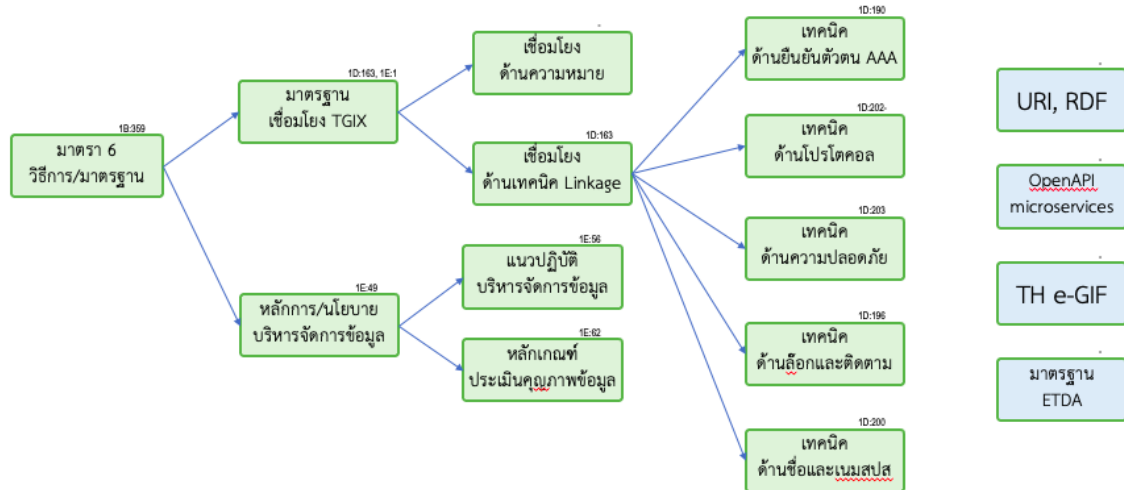 1B:359
มาตรา 6
วิธีการ/มาตรฐาน
1D:163, 1E:1
มาตรฐาน
เชื่อมโยง TGIX
1E:49
หลักการ/นโยบาย
บริหารจัดการข้อมูล
เชื่อมโยง
ด้านความหมาย
1D:163
เชื่อมโยง
ด้านเทคนิค Linkage
1E:56
แนวปฏิบัติ
บริหารจัดการข้อมูล
1E:62
หลักเกณฑ์
ประเมินคุญภาพข้อมูล
1D:190
เทคนิค
ด้านยืนยันตัวตน AAA
1D:202-
เทคนิค
ด้านโปรโตคอล
1D:203
เทคนิค
ด้านความปลอดภัย
1D:196
เทคนิค
ด้านล๊อกและติดตาม
1D:200
เทคนิค
ด้านชื่อและเนมสปส
URI, RDF
OpenAPI
microservices
TH e-GIF
มาตรฐาน
ETDA